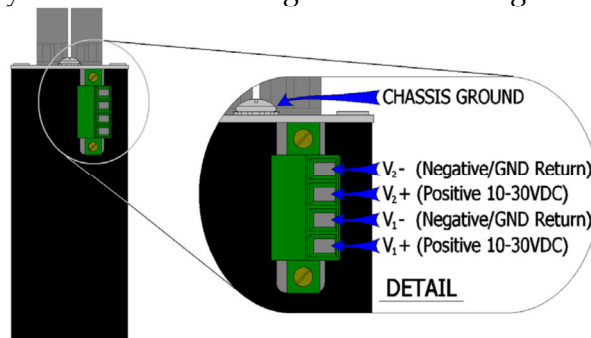 CHASSIS GROUND
V₂- (Negative/GND Return)
V₂+ (Positive 10-30VDC)
V₁- (Negative/GND Return)
V₁+ (Positive 10-30VDC)
DETAIL